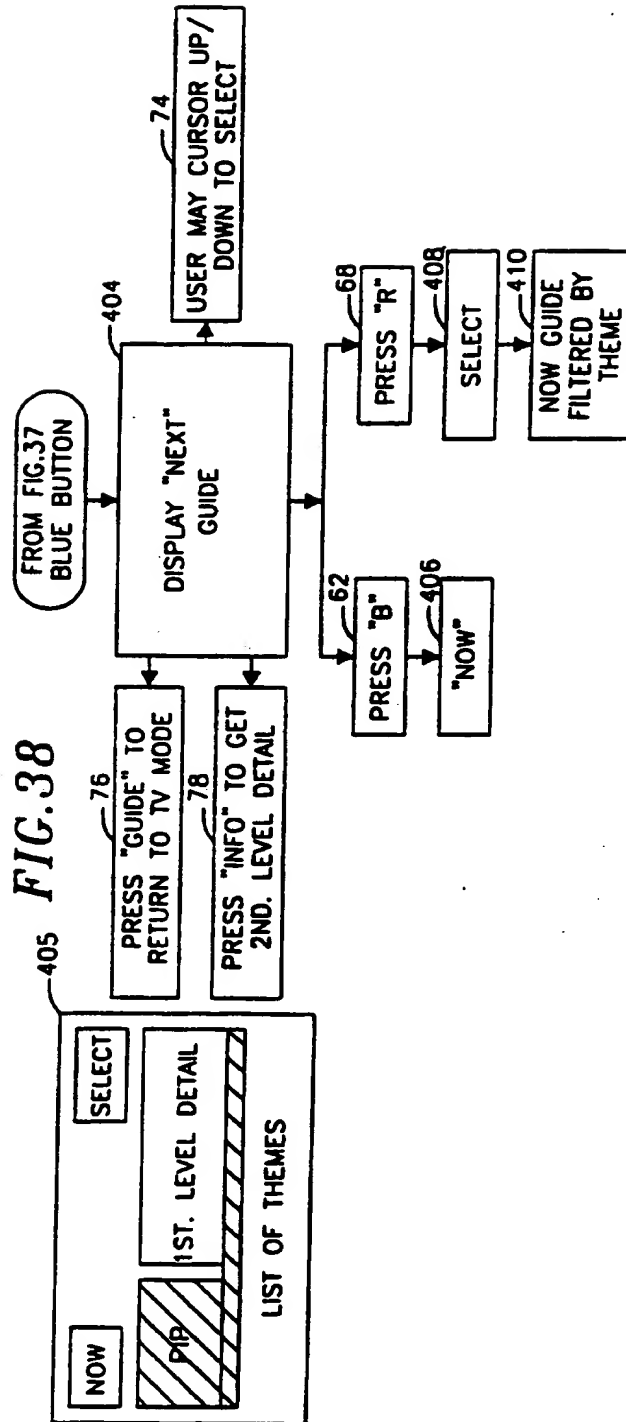 FIG.38
405
NOW
SELECT
PIP
1ST. LEVEL DETAIL
LIST OF THEMES
FROM FIG.37
BLUE BUTTON
404
DISPLAY "NEXT"
GUIDE
76
PRESS "GUIDE" TO
RETURN TO TV MODE
78
PRESS "INFO" TO GET
2ND. LEVEL DETAIL
74
USER MAY CURSOR UP/
DOWN TO SELECT
62
PRESS "B"
406
"NOW"
68
PRESS "R"
408
SELECT
410
NOW GUIDE
FILTERED BY
THEME